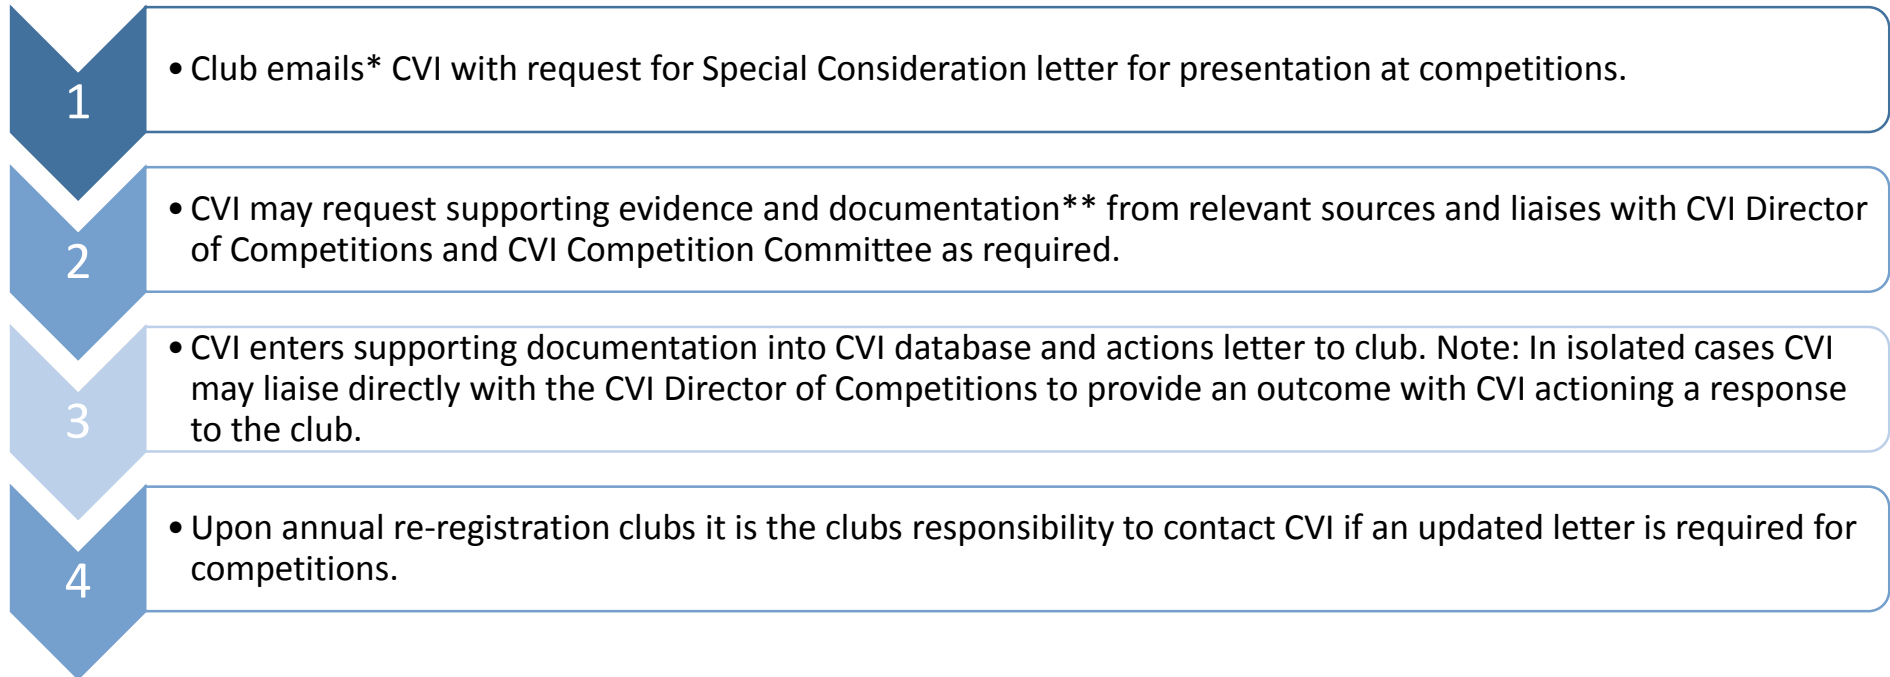 1
• Club emails* CVI with request for Special Consideration letter for presentation at competitions.
2
• CVI may request supporting evidence and documentation** from relevant sources and liaises with CVI Director
of Competitions and CVI Competition Committee as required.
3
• CVI enters supporting documentation into CVI database and actions letter to club. Note: In isolated cases CVI
may liaise directly with the CVI Director of Competitions to provide an outcome with CVI actioning a response
to the club.
4
• Upon annual re-registration clubs it is the clubs responsibility to contact CVI if an updated letter is required for
competitions.